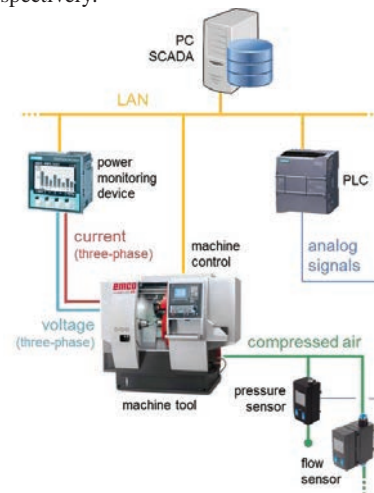 spectively.
PC
SCADA
LAN
power
monitoring
device
PLC
current
(three-phase)
machine
control
analog
signals
emco
voltage
(three-phase)
compressed air
machine tool
pressure
sensor
flow
sensor